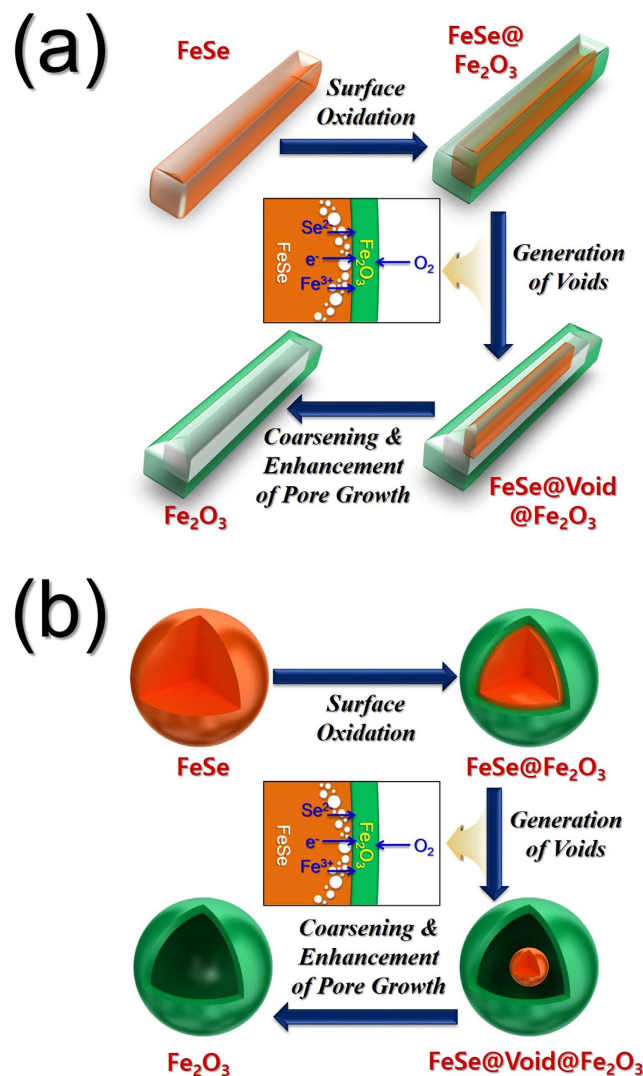 (a)
FeSe
FeSe@
Fe₂O₃
Surface
Oxidation
Se²⁻
e⁻
Fe³⁺
FeSe
Fe₂O₃
O₂
Generation
of Voids
Coarsening &
Enhancement
of Pore Growth
Fe₂O₃
FeSe@Void
@Fe₂O₃
(b)
Surface
Oxidation
FeSe
FeSe@Fe₂O₃
Se²⁻
e⁻
Fe³⁺
FeSe
Fe₂O₃
O₂
Generation
of Voids
Coarsening &
Enhancement
of Pore Growth
Fe₂O₃
FeSe@Void@Fe₂O₃